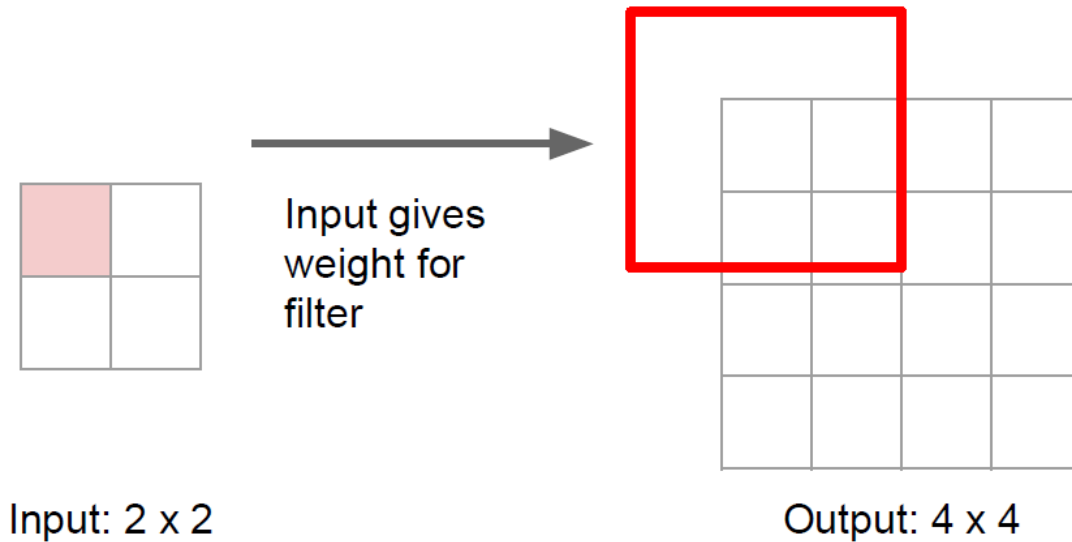 Input gives
weight for
filter
Input: 2 x 2
Output: 4 x 4